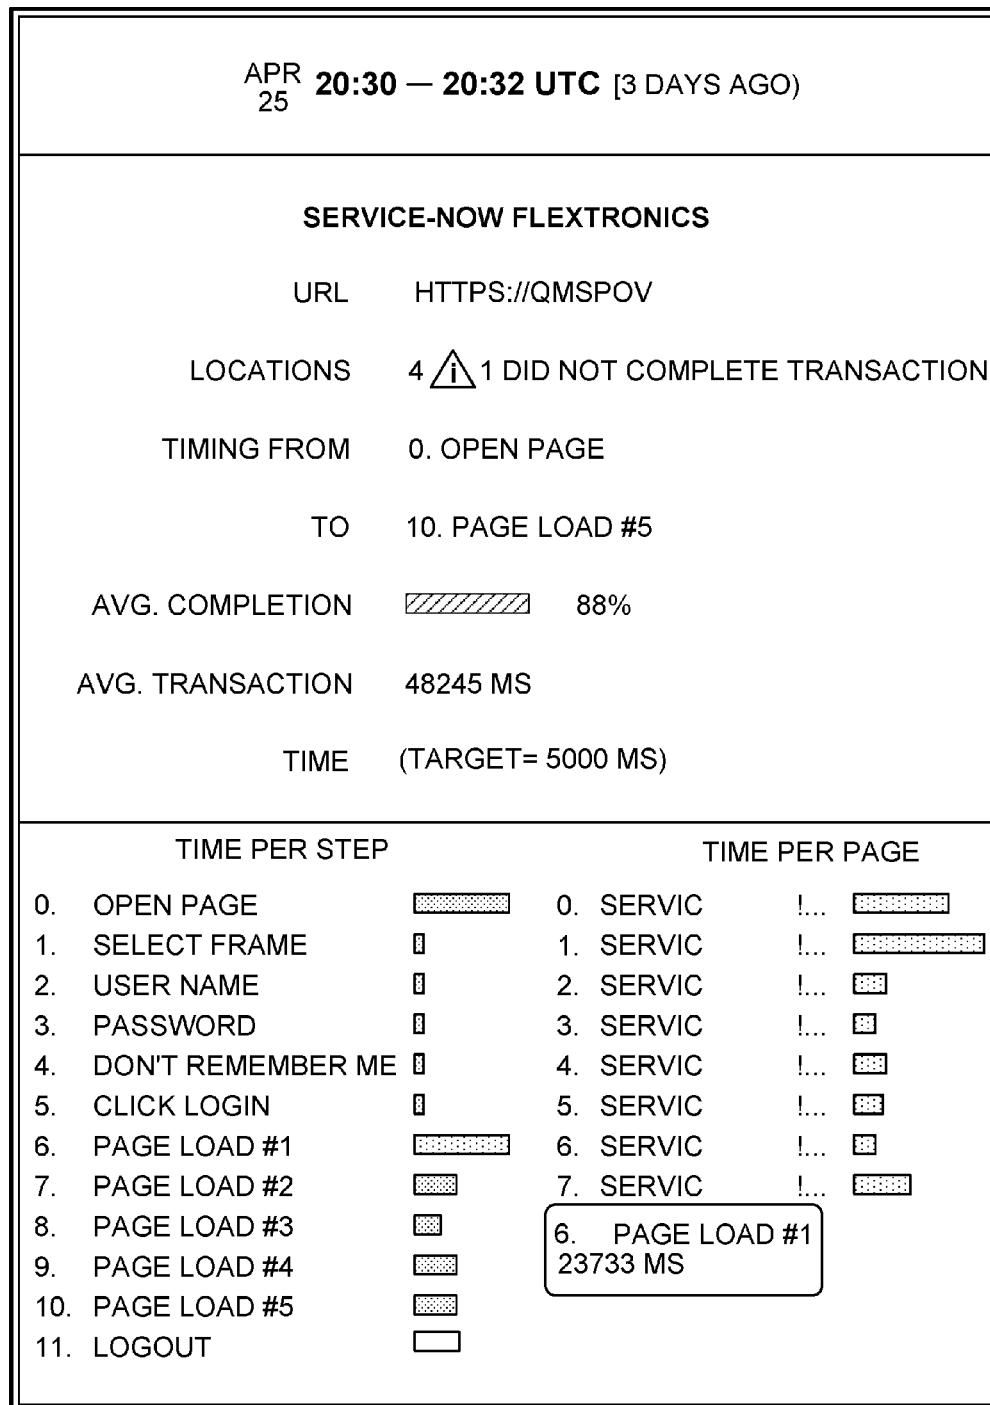 APR 25 20:30 — 20:32 UTC [3 DAYS AGO)
SERVICE-NOW FLEXTRONICS
URL HTTPS://QMSPOV
LOCATIONS 4 i 1 DID NOT COMPLETE TRANSACTION
TIMING FROM 0. OPEN PAGE
TO 10. PAGE LOAD #5
AVG. COMPLETION 88%
AVG. TRANSACTION 48245 MS
TIME (TARGET= 5000 MS)
TIME PER STEP
0. OPEN PAGE
1. SELECT FRAME
2. USER NAME
3. PASSWORD
4. DON'T REMEMBER ME
5. CLICK LOGIN
6. PAGE LOAD #1
7. PAGE LOAD #2
8. PAGE LOAD #3
9. PAGE LOAD #4
10. PAGE LOAD #5
11. LOGOUT
TIME PER PAGE
0. SERVIC !...
1. SERVIC !...
2. SERVIC !...
3. SERVIC !...
4. SERVIC !...
5. SERVIC !...
6. SERVIC !...
7. SERVIC !...
6. PAGE LOAD #1
23733 MS